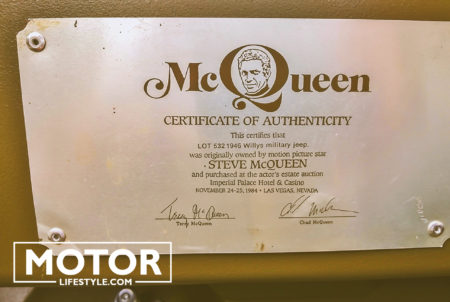 McQueen
CERTIFICATE OF AUTHENTICITY
This certifies that
LOT 532 1946 Willys military jeep.
was originally owned by motion picture star
STEVE McQUEEN
and purchased at the actor's estate auction
Imperial Palace Hotel & Casino
NOVEMBER 24-25, 1984 • LAS VEGAS, NEVADA
Terry McQueen
Terry McQueen
Chad McQueen
MOTOR
LIFESTYLE.COM